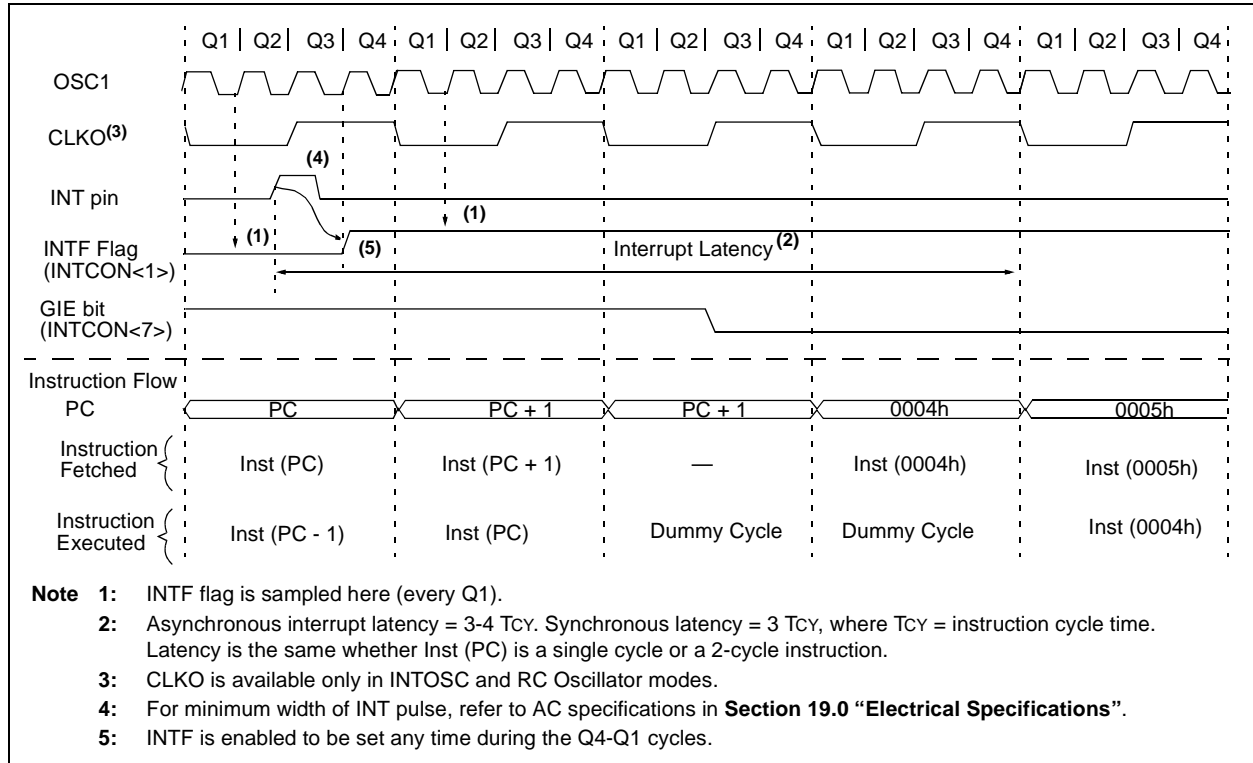 Q1 | Q2 | Q3 | Q4 Q1 | Q2 | Q3 | Q4 Q1 | Q2 | Q3 | Q4 Q1 | Q2 | Q3 | Q4 Q1 | Q2 | Q3 | Q4
OSC1
CLKO(3)
(4)
INT pin
(1)
(1)
(5)
INTF Flag
(INTCON<1>)
Interrupt Latency(2)
GIE bit
(INTCON<7>)
Instruction Flow
PC PC PC + 1 PC + 1 0004h 0005h
Instruction
Fetched
Inst (PC) Inst (PC + 1) — Inst (0004h) Inst (0005h)
Instruction
Executed
Inst (PC - 1) Inst (PC) Dummy Cycle Dummy Cycle Inst (0004h)
Note 1: INTF flag is sampled here (every Q1).
2: Asynchronous interrupt latency = 3-4 TCY. Synchronous latency = 3 TCY, where TCY = instruction cycle time.
Latency is the same whether Inst (PC) is a single cycle or a 2-cycle instruction.
3: CLKO is available only in INTOSC and RC Oscillator modes.
4: For minimum width of INT pulse, refer to AC specifications in Section 19.0 “Electrical Specifications”.
5: INTF is enabled to be set any time during the Q4-Q1 cycles.